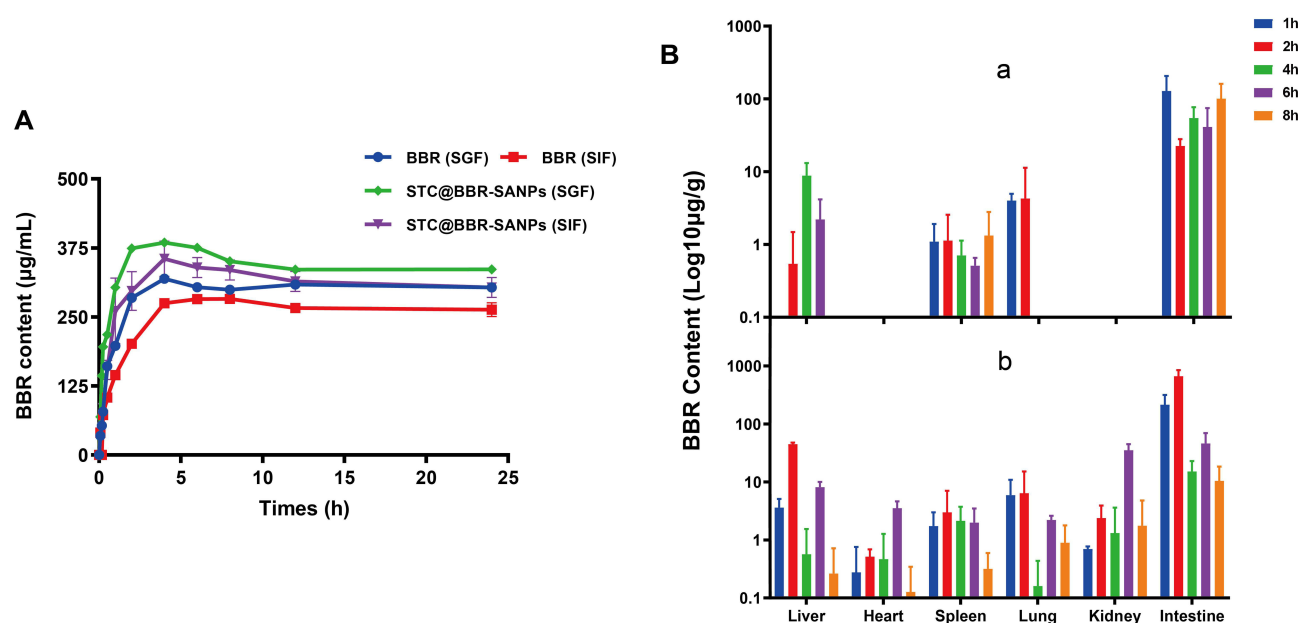 A
BBR (SGF) BBR (SIF)
STC@BBR-SANPs (SGF)
STC@BBR-SANPs (SIF)
BBR content (μg/mL)
500
375
250
125
0
0 5 10 15 20 25
Times (h)
B
a
1h
2h
4h
6h
8h
BBR Content (Log10μg/g)
1000
100
10
1
0.1
b
1000
100
10
1
0.1
Liver Heart Spleen Lung Kidney Intestine